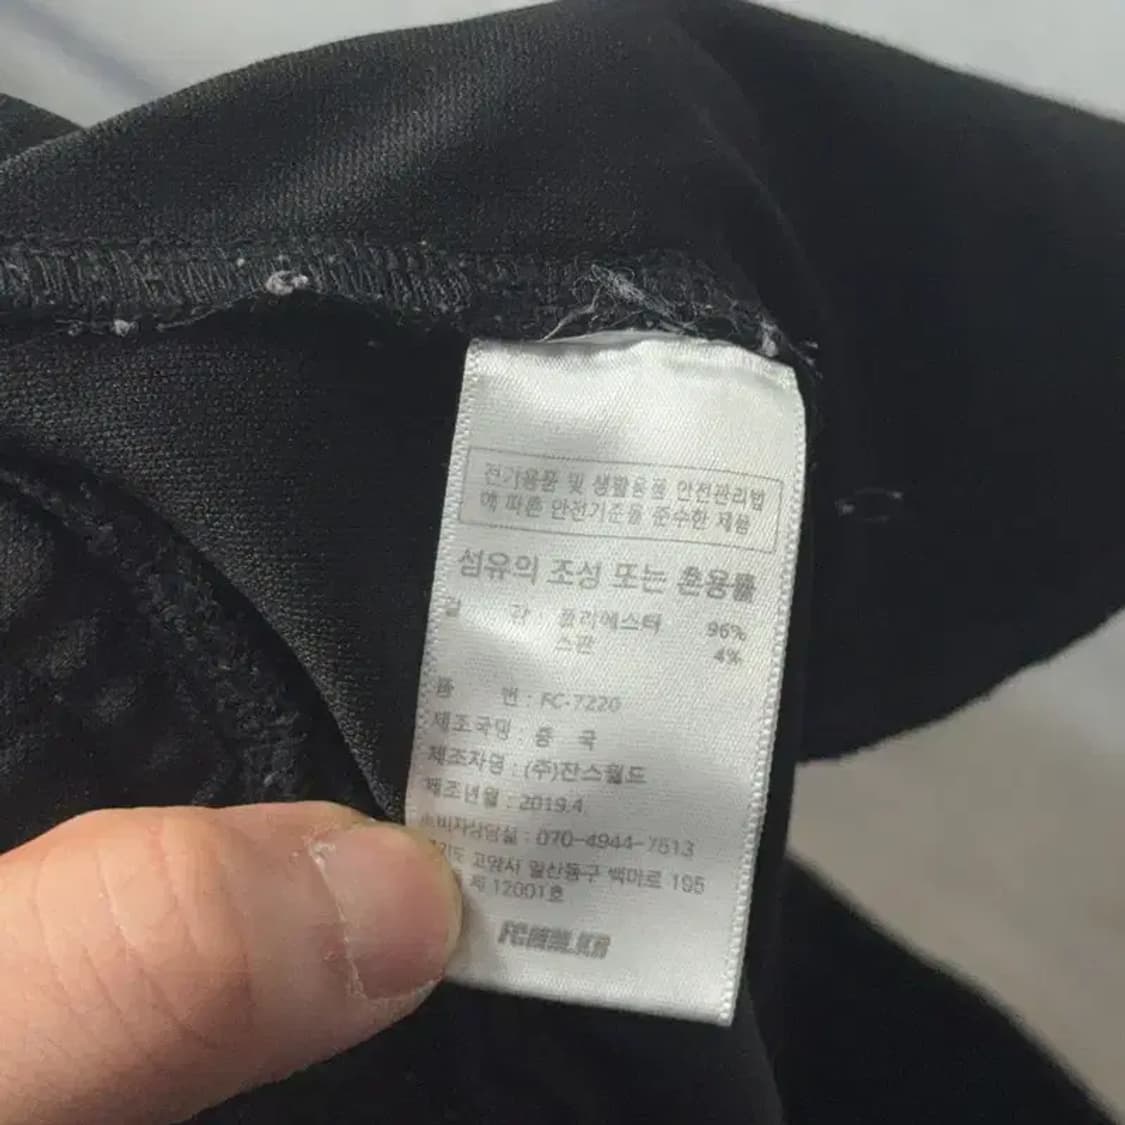 전기용품 및 생활용품 안전관리법
에 따른 안전기준을 준수한 제품
섬유의 조성 또는 혼용률
겉 감 : 폴리에스터 96%
스판 4%
품 번 : FC-7220
제조국명 : 중 국
제조자명 : (주)잔스월드
제조년월 : 2019.4
소비자상담실 : 070-4944-7513
경기도 고양시 일산동구 백마로 195
제 12001호